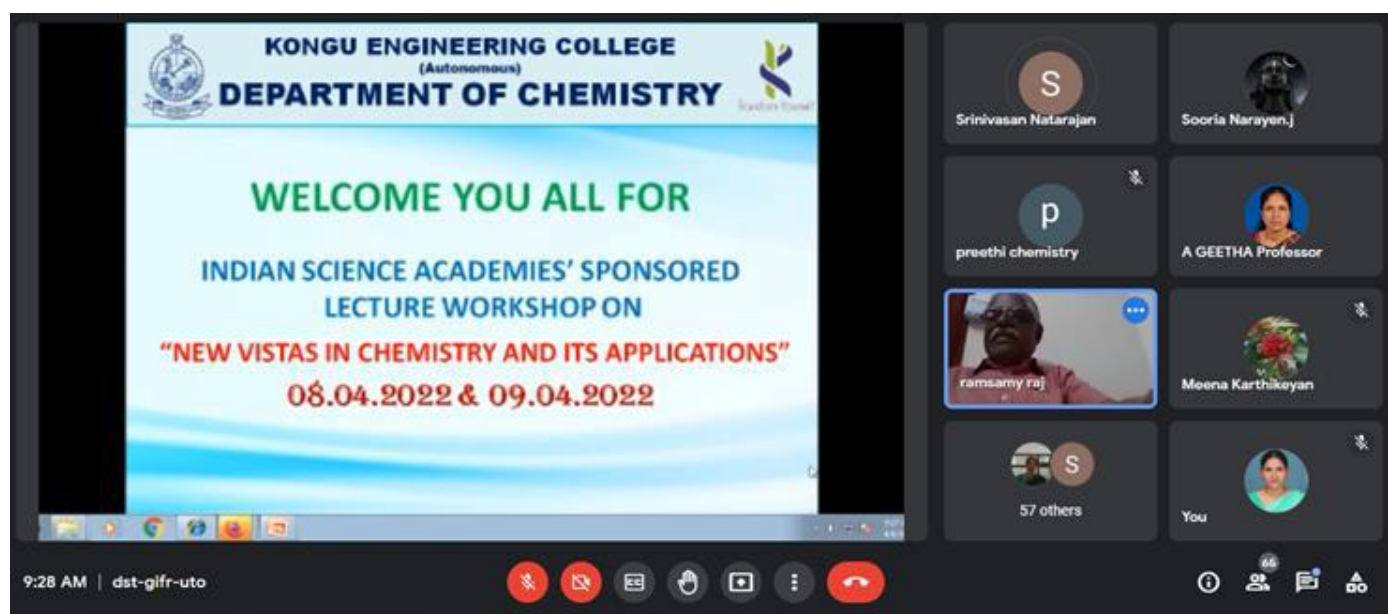 KONGU ENGINEERING COLLEGE
(Autonomous)
DEPARTMENT OF CHEMISTRY
WELCOME YOU ALL FOR
INDIAN SCIENCE ACADEMIES' SPONSORED
LECTURE WORKSHOP ON
"NEW VISTAS IN CHEMISTRY AND ITS APPLICATIONS"
08.04.2022 & 09.04.2022
S
Srinivasan Natarajan
Sooria Narayen.j
p
preethi chemistry
A GEETHA Professor
ramsamy raj
Meena Karthikeyan
S
57 others
You
9:28 AM | dst-gifr-uto
CC
66